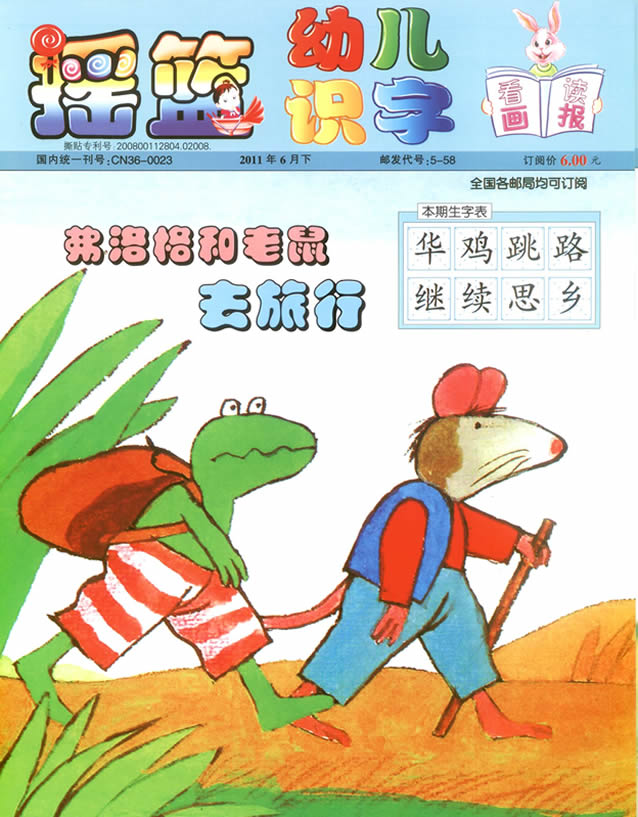 摇篮
幼儿
识字
看画
读报
撕贴专利号:200800112804.02008.
国内统一刊号:CN36-0023
2011年6月下
邮发代号:5-58
订阅价6.00元
全国各邮局均可订阅
本期生字表
华鸡跳路
继续思乡
弗洛格和老鼠
去旅行